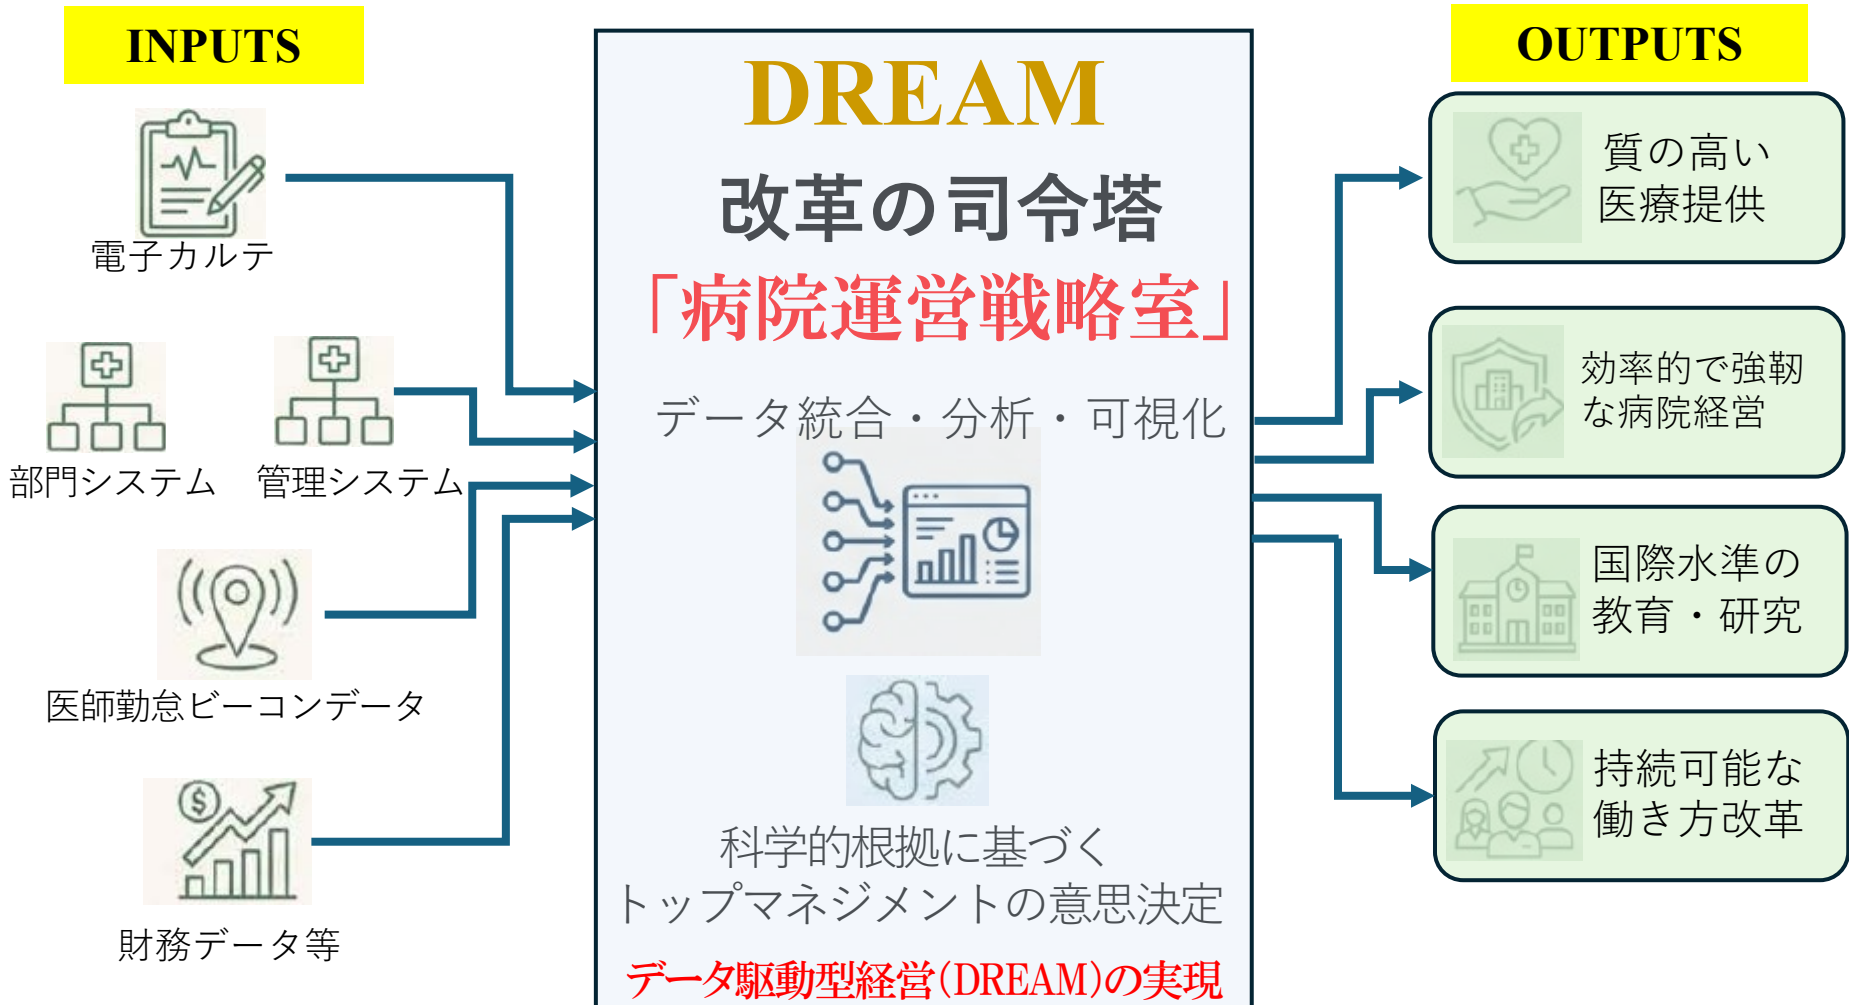 INPUTS
電子カルテ
部門システム
管理システム
医師勤怠ビーコンデータ
$
財務データ等
DREAM
改革の司令塔
「病院運営戦略室」
データ統合・分析・可視化
科学的根拠に基づく
トップマネジメントの意思決定
データ駆動型経営(DREAM)の実現
OUTPUTS
質の高い
医療提供
効率的で強靭
な病院経営
国際水準の
教育・研究
持続可能な
働き方改革